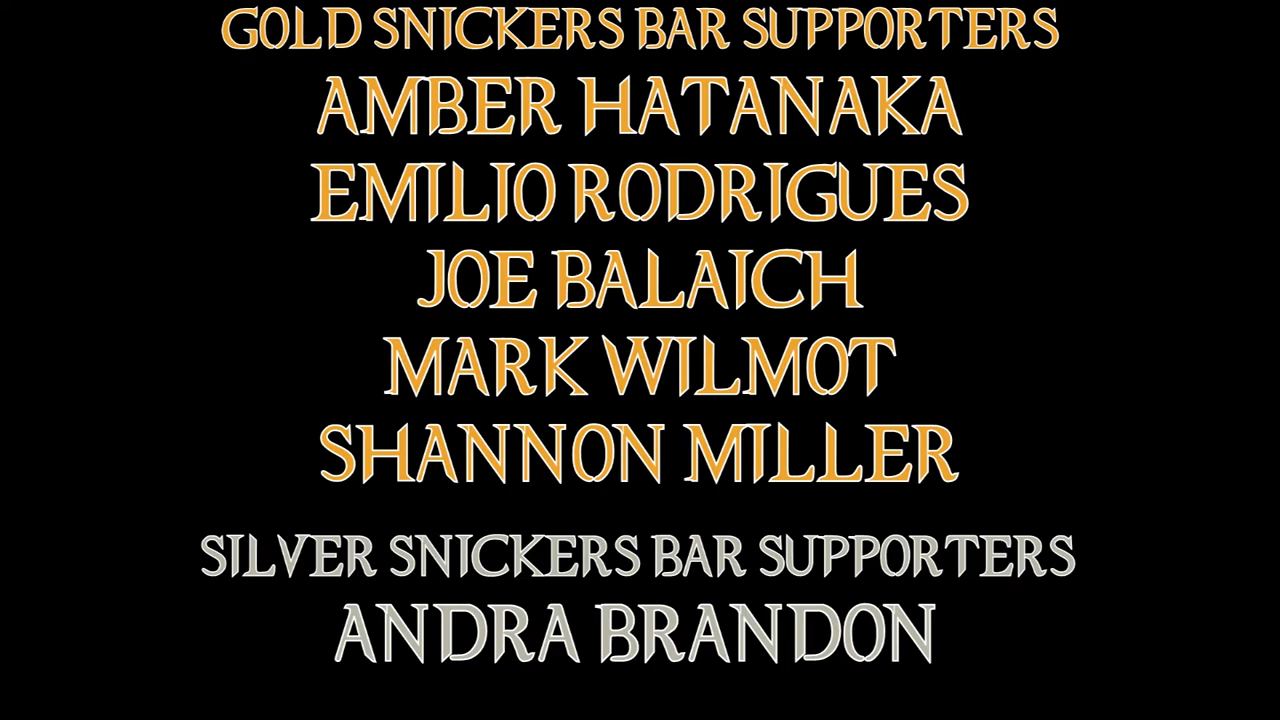 GOLD SNICKERS BAR SUPPORTERS
AMBER HATANAKA
EMILIO RODRIGUES
JOE BALAICH
MARK WILMOT
SHANNON MILLER
SILVER SNICKERS BAR SUPPORTERS
ANDRA BRANDON